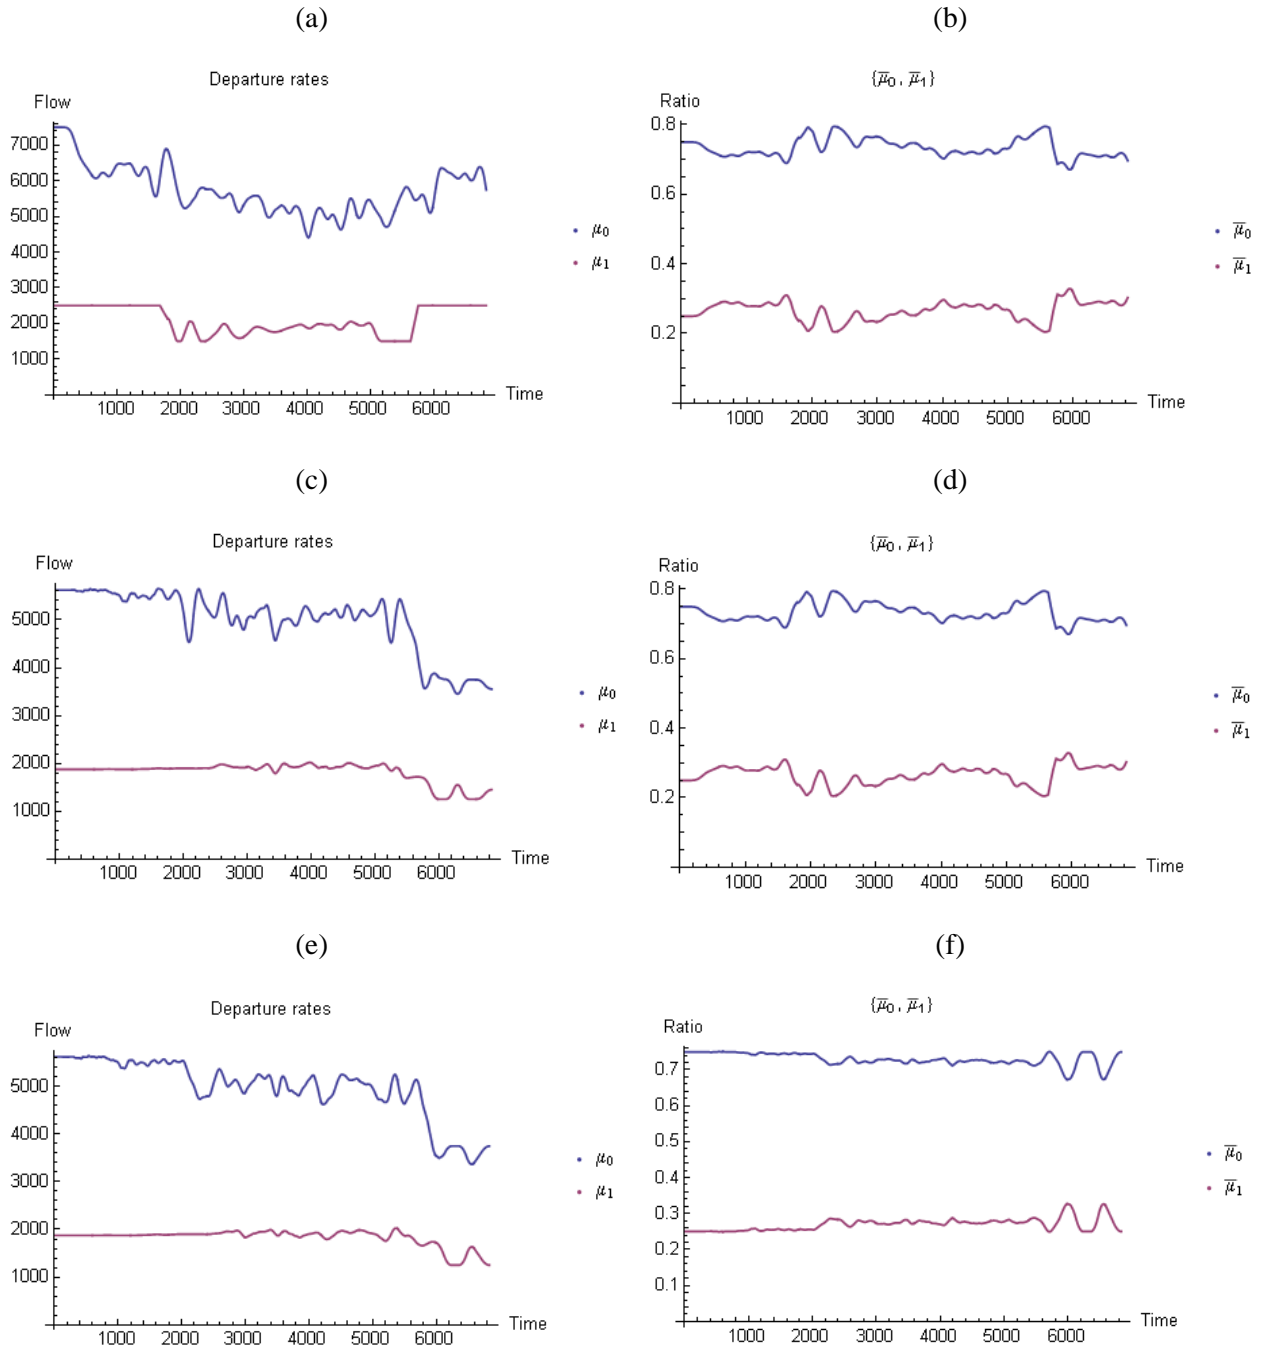 (a)
Departure rates
Flow
7000
6000
5000
4000
3000
2000
1000
1000 2000 3000 4000 5000 6000
Time
μ0
μ1
(b)
{μ̅0, μ̅1}
Ratio
0.8
0.6
0.4
0.2
1000 2000 3000 4000 5000 6000
Time
μ̅0
μ̅1
(c)
Departure rates
Flow
5000
4000
3000
2000
1000
1000 2000 3000 4000 5000 6000
Time
μ0
μ1
(d)
{μ̅0, μ̅1}
Ratio
0.8
0.6
0.4
0.2
1000 2000 3000 4000 5000 6000
Time
μ̅0
μ̅1
(e)
Departure rates
Flow
5000
4000
3000
2000
1000
1000 2000 3000 4000 5000 6000
Time
μ0
μ1
(f)
{μ̅0, μ̅1}
Ratio
0.7
0.6
0.5
0.4
0.3
0.2
0.1
1000 2000 3000 4000 5000 6000
Time
μ̅0
μ̅1